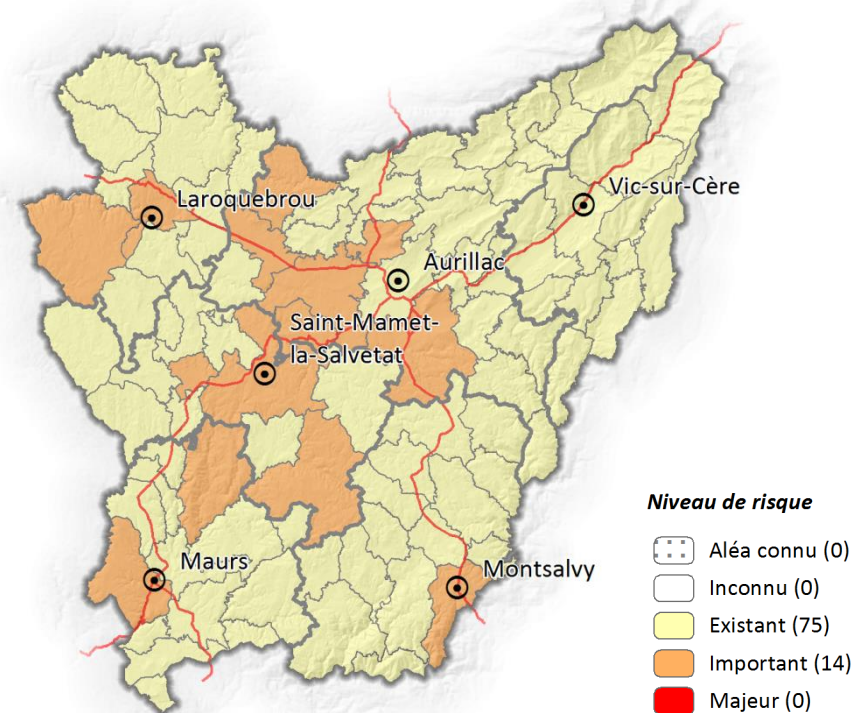 Laroquebrou
Vic-sur-Cère
Aurillac
Saint-Mamet-
la-Salvetat
Maurs
Montsalvy
Niveau de risque
Aléa connu (0)
Inconnu (0)
Existant (75)
Important (14)
Majeur (0)